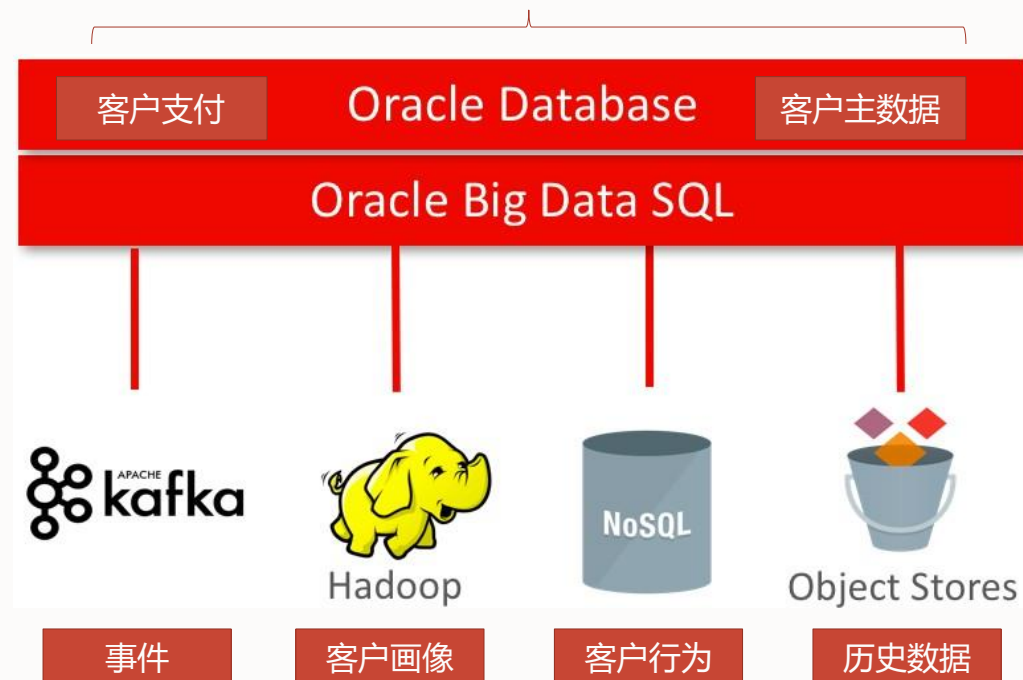 客户支付 Oracle Database 客户主数据
Oracle Big Data SQL
APACHE
kafka
Hadoop
NoSQL
Object Stores
事件 客户画像 客户行为 历史数据